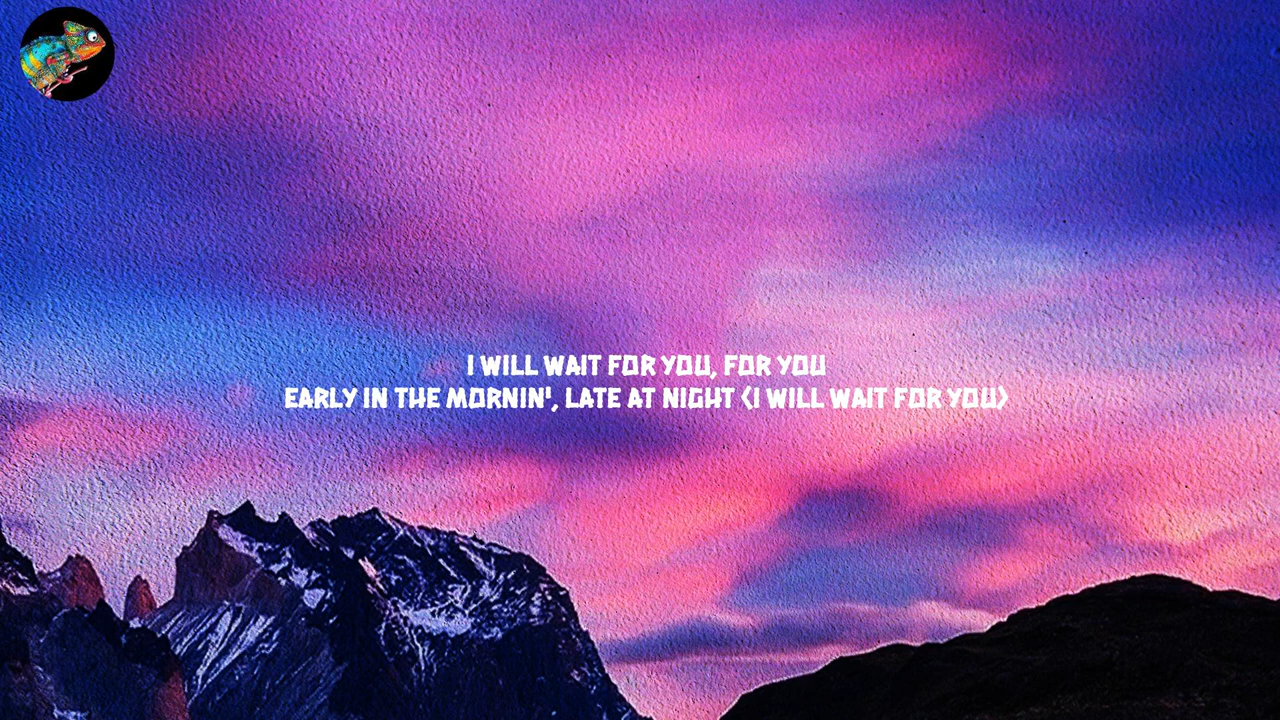 I WILL WAIT FOR YOU, FOR YOU
EARLY IN THE MORNIN', LATE AT NIGHT (I WILL WAIT FOR YOU)